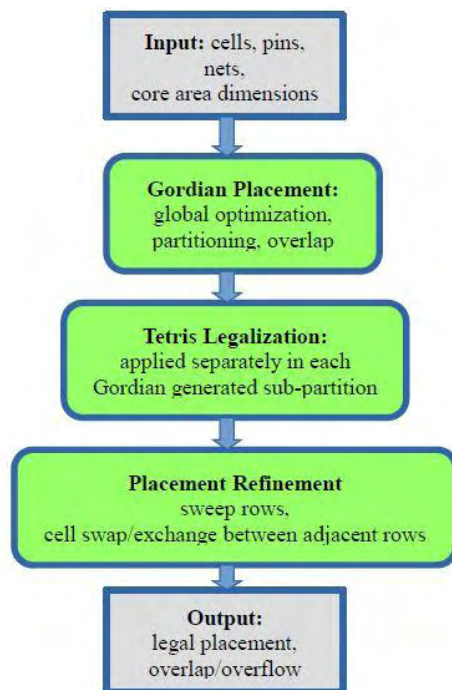 Input: cells, pins,
nets,
core area dimensions
Gordian Placement:
global optimization,
partitioning, overlap
Tetris Legalization:
applied separately in each
Gordian generated sub-partition
Placement Refinement
sweep rows,
cell swap/exchange between adjacent rows
Output:
legal placement,
overlap/overflow